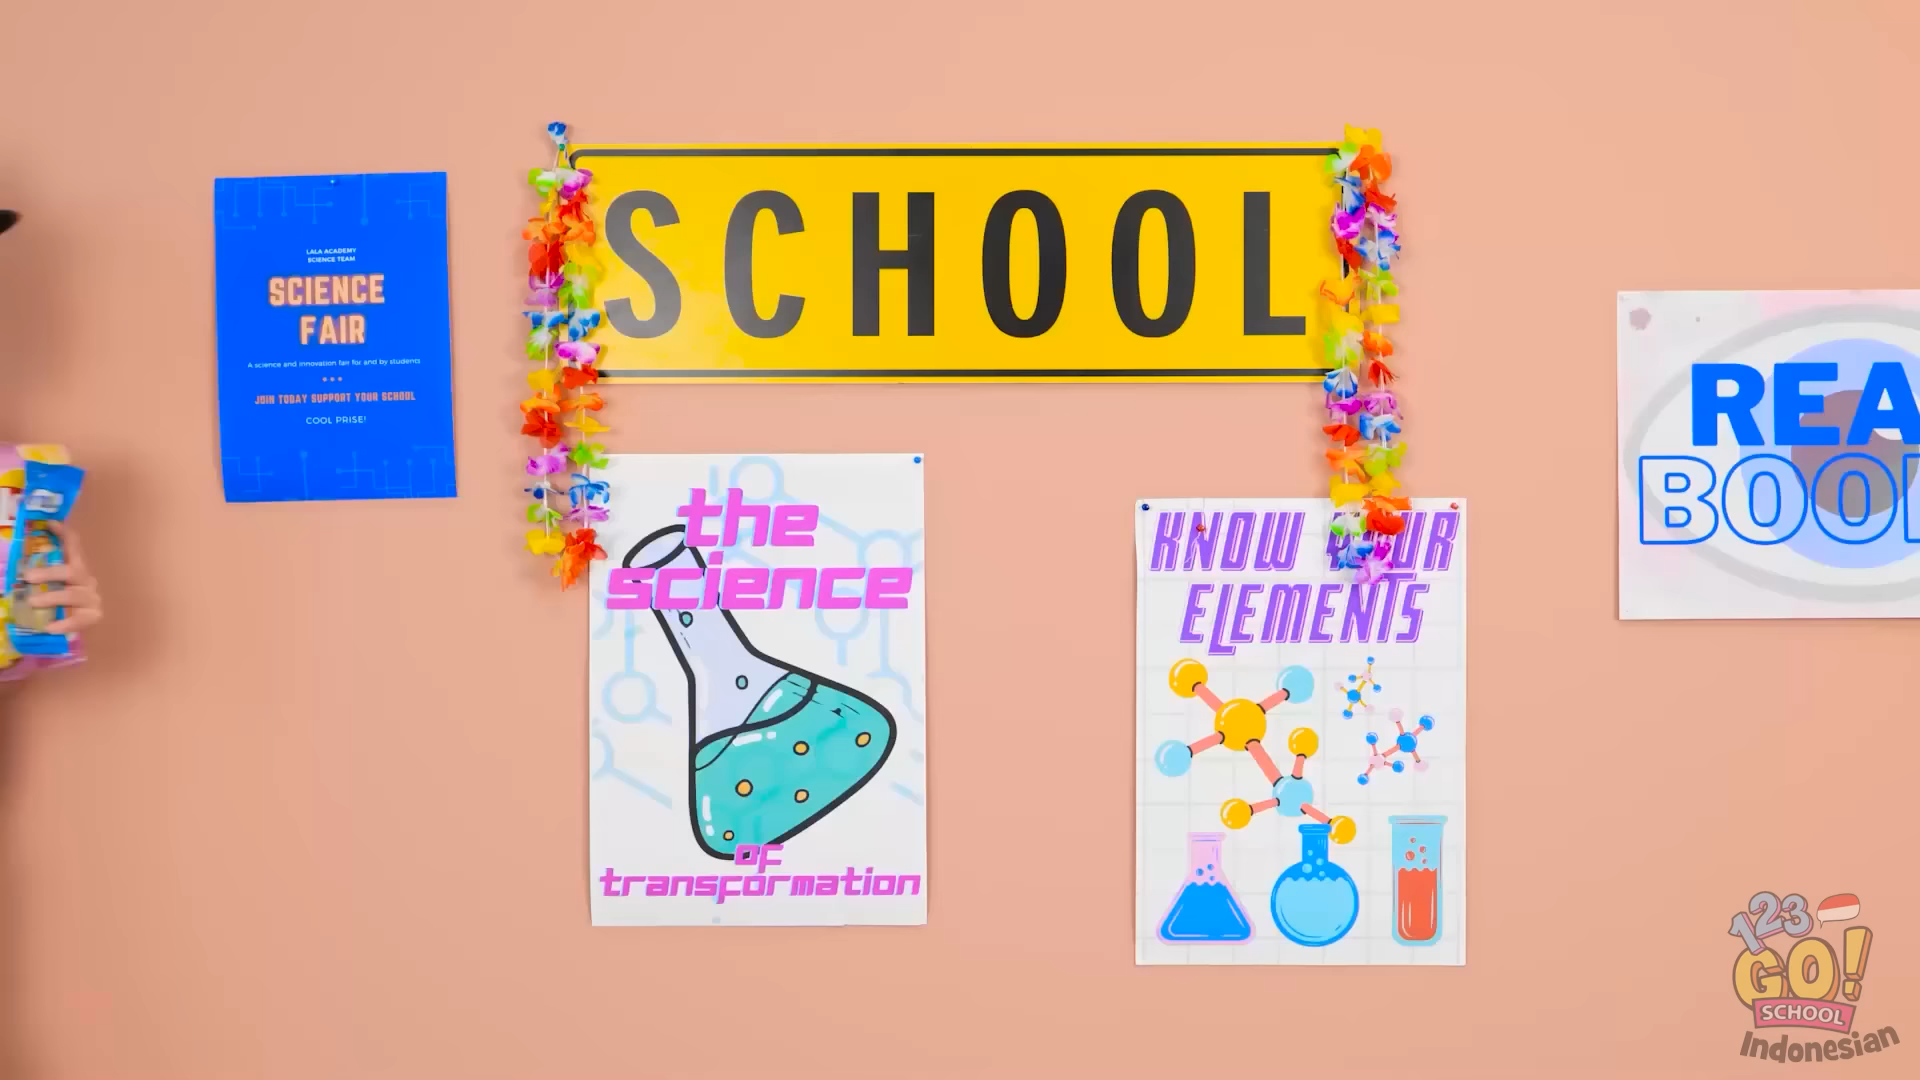 LALA ACADEMY
SCIENCE TEAM
SCIENCE
FAIR
A science and innovation fair for and by students
JOIN TODAY SUPPORT YOUR SCHOOL
COOL PRISE!
SCHOOL
the
science
of
transformation
KNOW YOUR
ELEMENTS
REA
BOO
123
GO!
SCHOOL
Indonesian